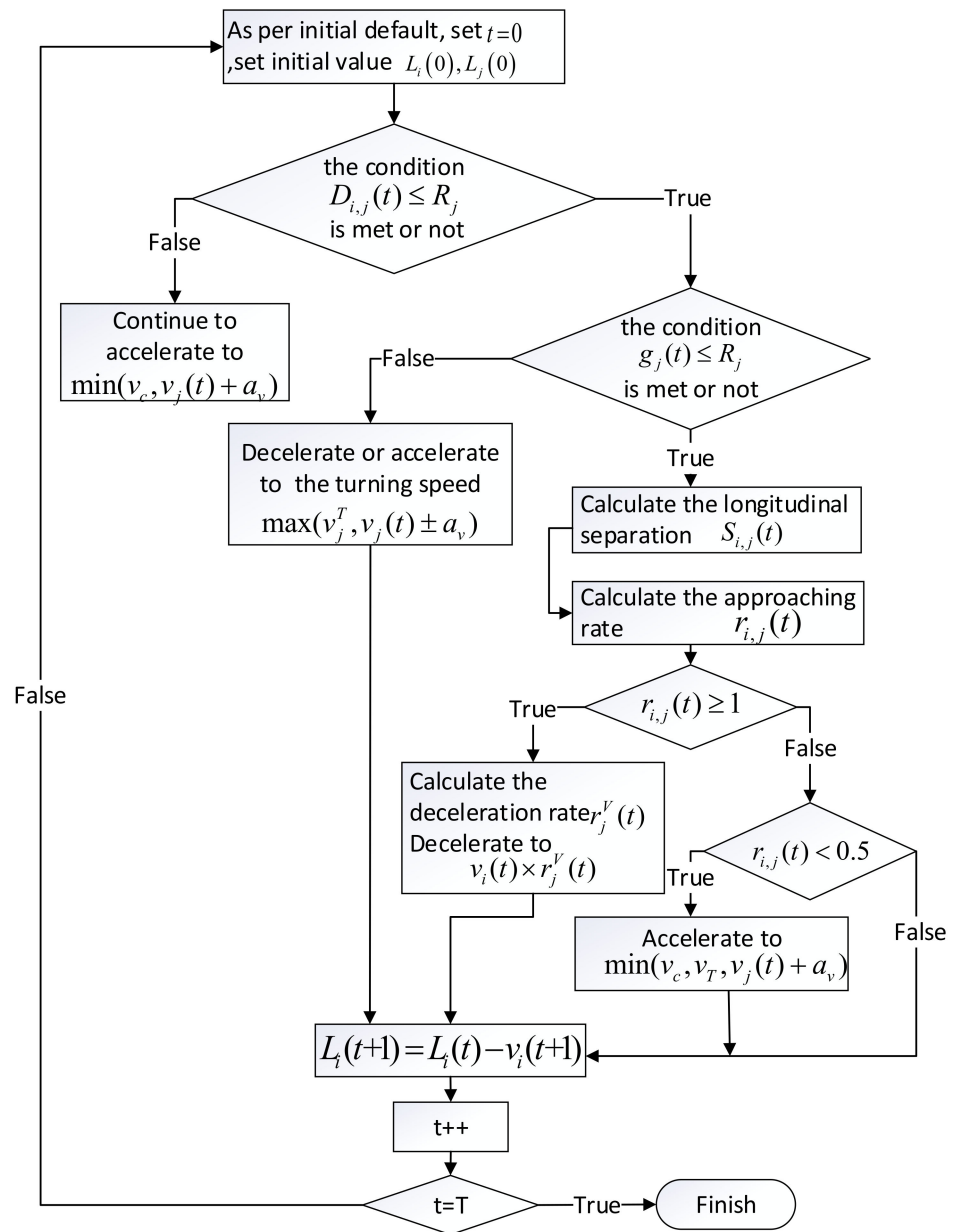 As per initial default, set t=0
,set initial value L_i(0),L_j(0)
the condition
D_{i,j}(t) ≤ R_j
is met or not
True
False
Continue to
accelerate to
min(v_c, v_j(t) + a_v)
the condition
g_j(t) ≤ R_j
is met or not
False
True
Decelerate or accelerate
to the turning speed
max(v_j^T, v_j(t) ± a_v)
Calculate the longitudinal
separation S_{i,j}(t)
Calculate the approaching
rate r_{i,j}(t)
False
r_{i,j}(t) ≥ 1
True
False
Calculate the
deceleration rate r_j^V(t)
Decelerate to
v_i(t) × r_j^V(t)
r_{i,j}(t) < 0.5
True
False
Accelerate to
min(v_c, v_T, v_j(t) + a_v)
L_i(t+1) = L_i(t) − v_i(t+1)
t++
t=T
True
Finish